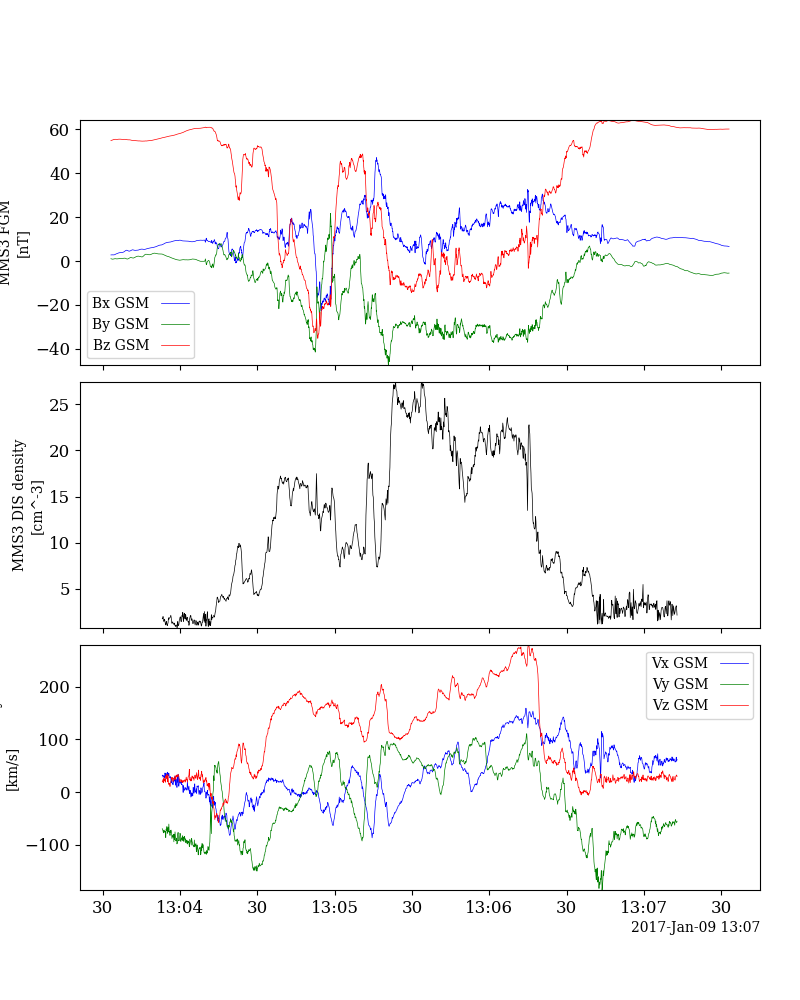 MMS3 FGM
[nT]
60
40
20
0
−20
−40
Bx GSM
By GSM
Bz GSM
MMS3 DIS density
[cm^-3]
25
20
15
10
5
[km/s]
200
100
0
−100
Vx GSM
Vy GSM
Vz GSM
30 13:04 30 13:05 30 13:06 30 13:07 30
2017-Jan-09 13:07